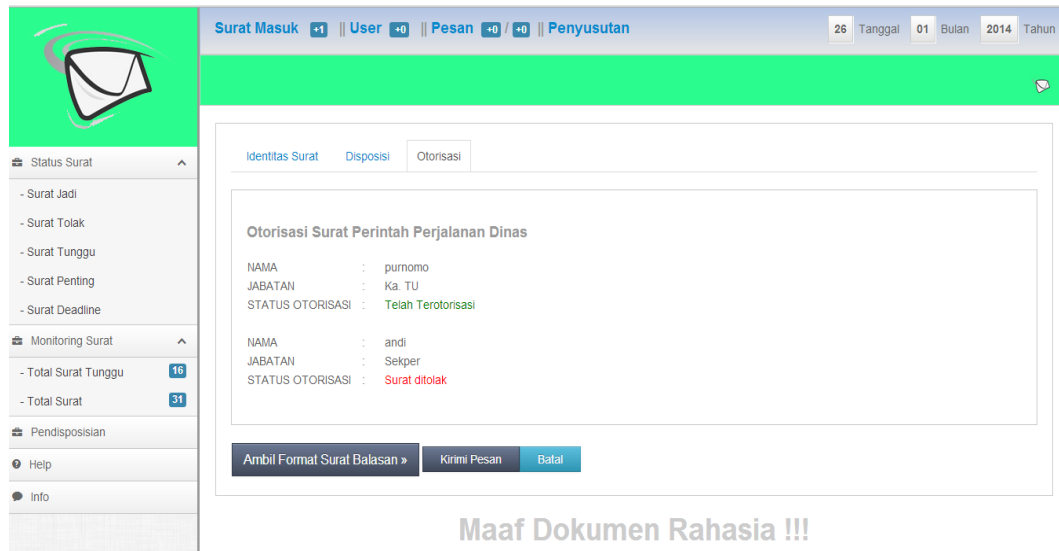 Surat Masuk +1 || User +0 || Pesan +0 / +0 || Penyusutan
26 Tanggal 01 Bulan 2014 Tahun
Status Surat
- Surat Jadi
- Surat Tolak
- Surat Tunggu
- Surat Penting
- Surat Deadline
Monitoring Surat
- Total Surat Tunggu 16
- Total Surat 31
Pendisposisian
Help
Info
Identitas Surat Disposisi Otorisasi
Otorisasi Surat Perintah Perjalanan Dinas
NAMA : purnomo
JABATAN : Ka. TU
STATUS OTORISASI : Telah Terotorisasi
NAMA : andi
JABATAN : Sekper
STATUS OTORISASI : Surat ditolak
Ambil Format Surat Balasan » Kirimi Pesan Batal
Maaf Dokumen Rahasia !!!